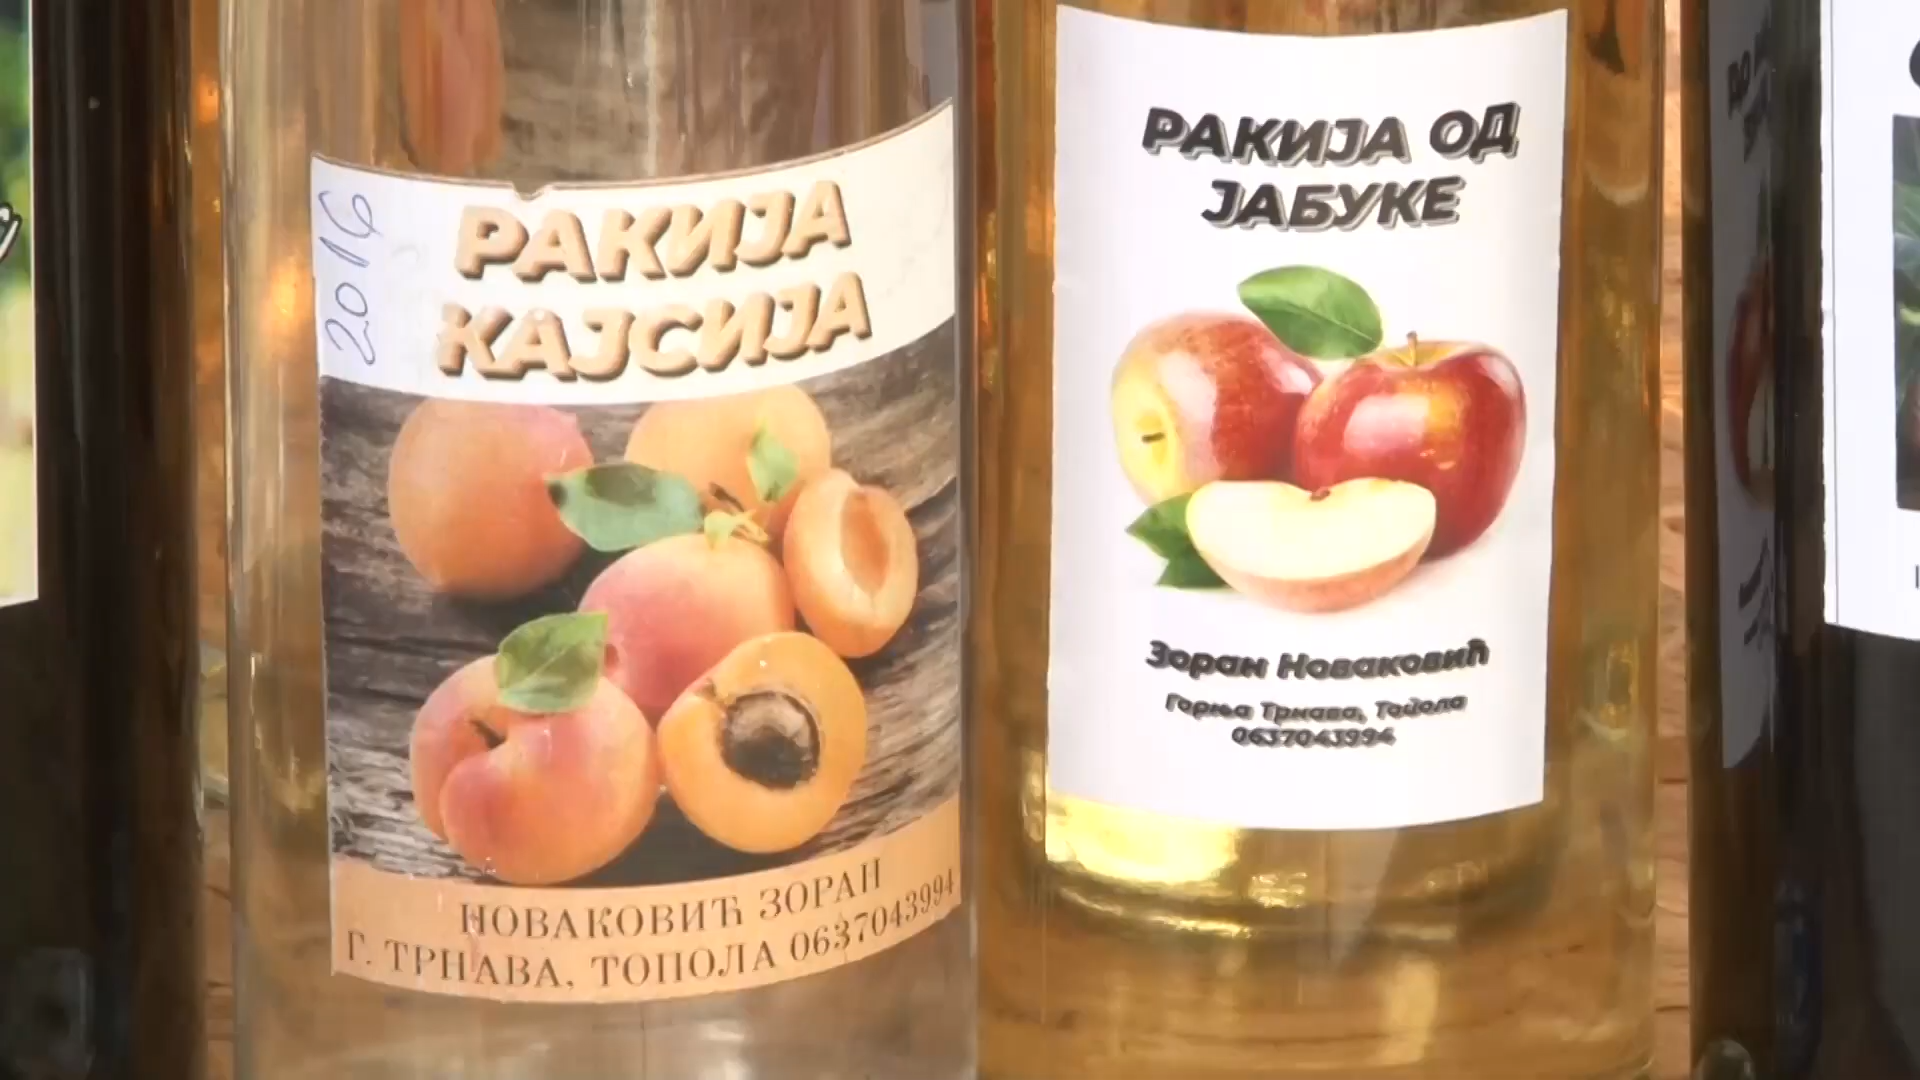 2016
РАКИЈА
КАЈСИЈА
НОВАКОВИЋ ЗОРАН
Г. ТРНАВА, ТОПОЛА 0637043994
РАКИЈА ОД
ЈАБУКЕ
Зоран Новаковић
Горња Трнава, Топола
0637043994